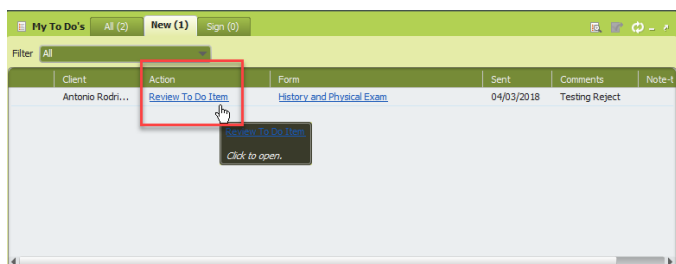 My To Do's All (2) New (1) Sign (0)
Filter All
Client Action Form Sent Comments Note-t
Antonio Rodri... Review To Do Item History and Physical Exam 04/03/2018 Testing Reject
Review To Do Item
Click to open.